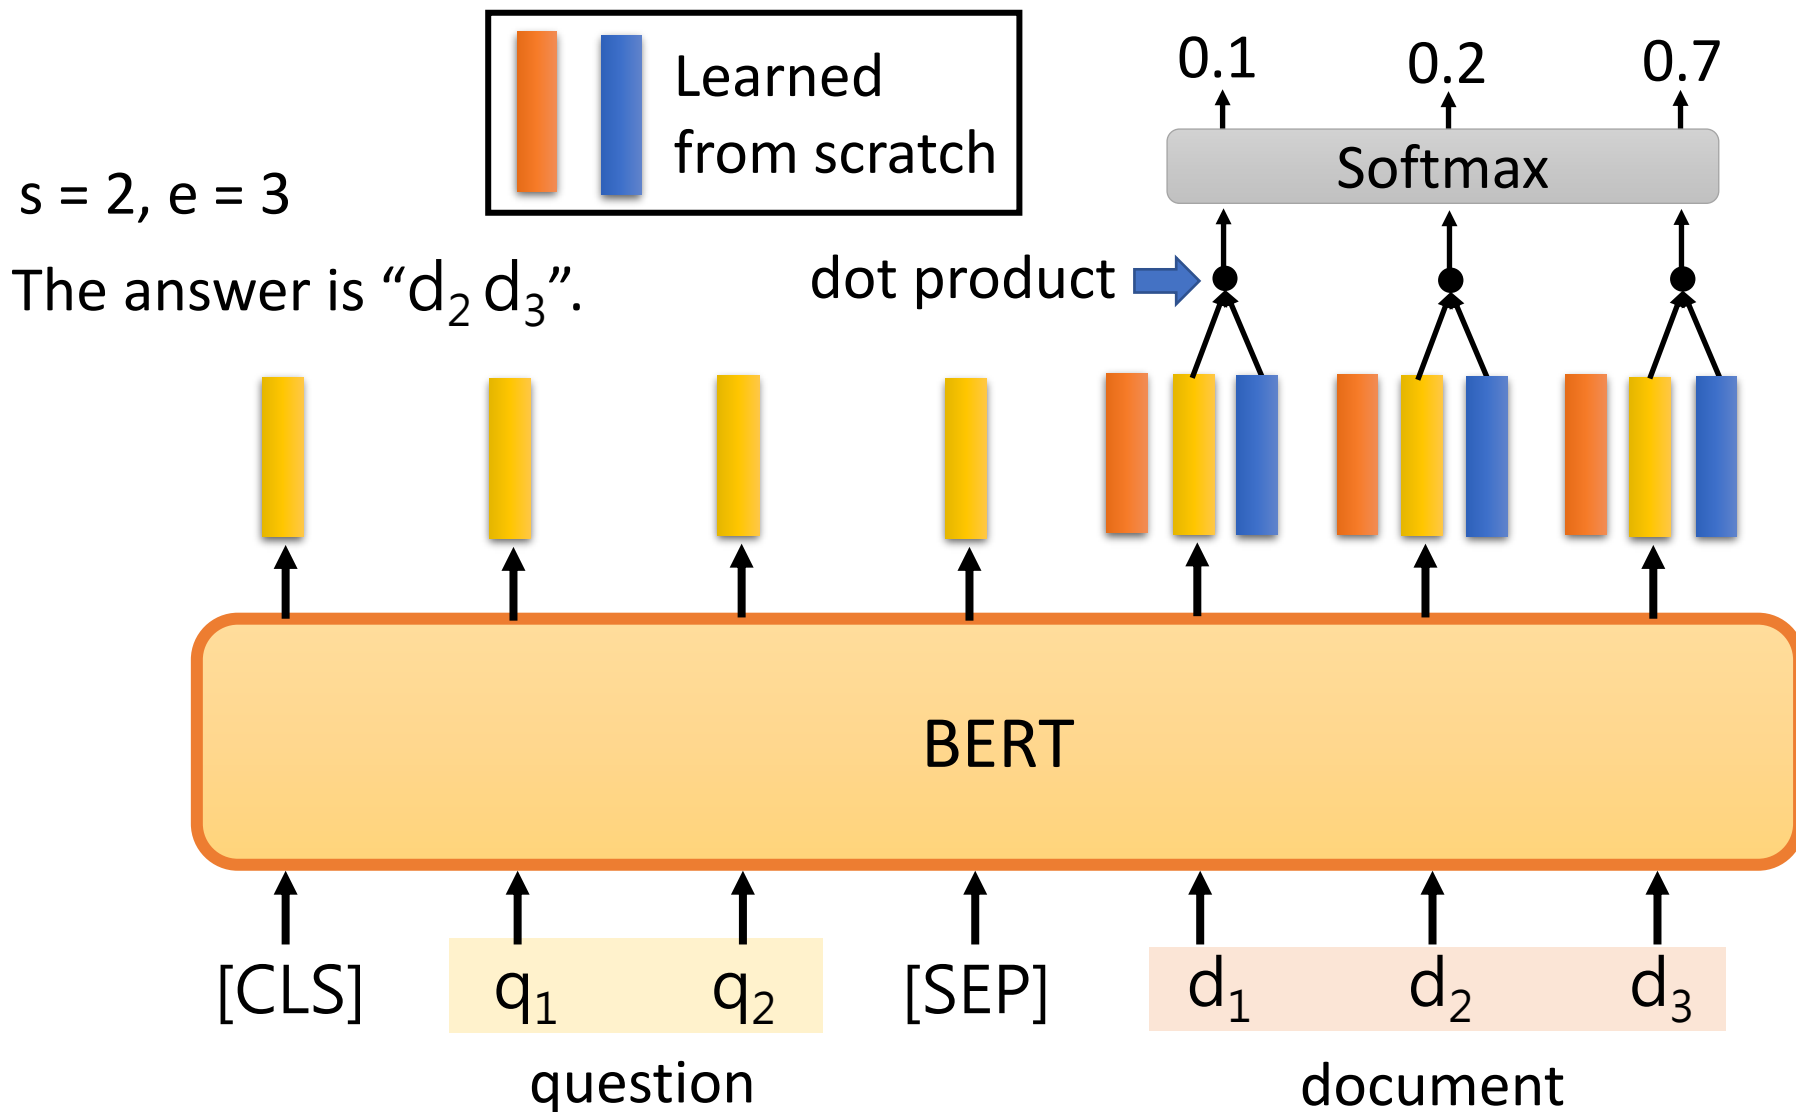 Learned
from scratch
0.1 0.2 0.7
Softmax
s = 2, e = 3
dot product
The answer is “d₂ d₃”.
BERT
[CLS] q₁ q₂ [SEP] d₁ d₂ d₃
question document